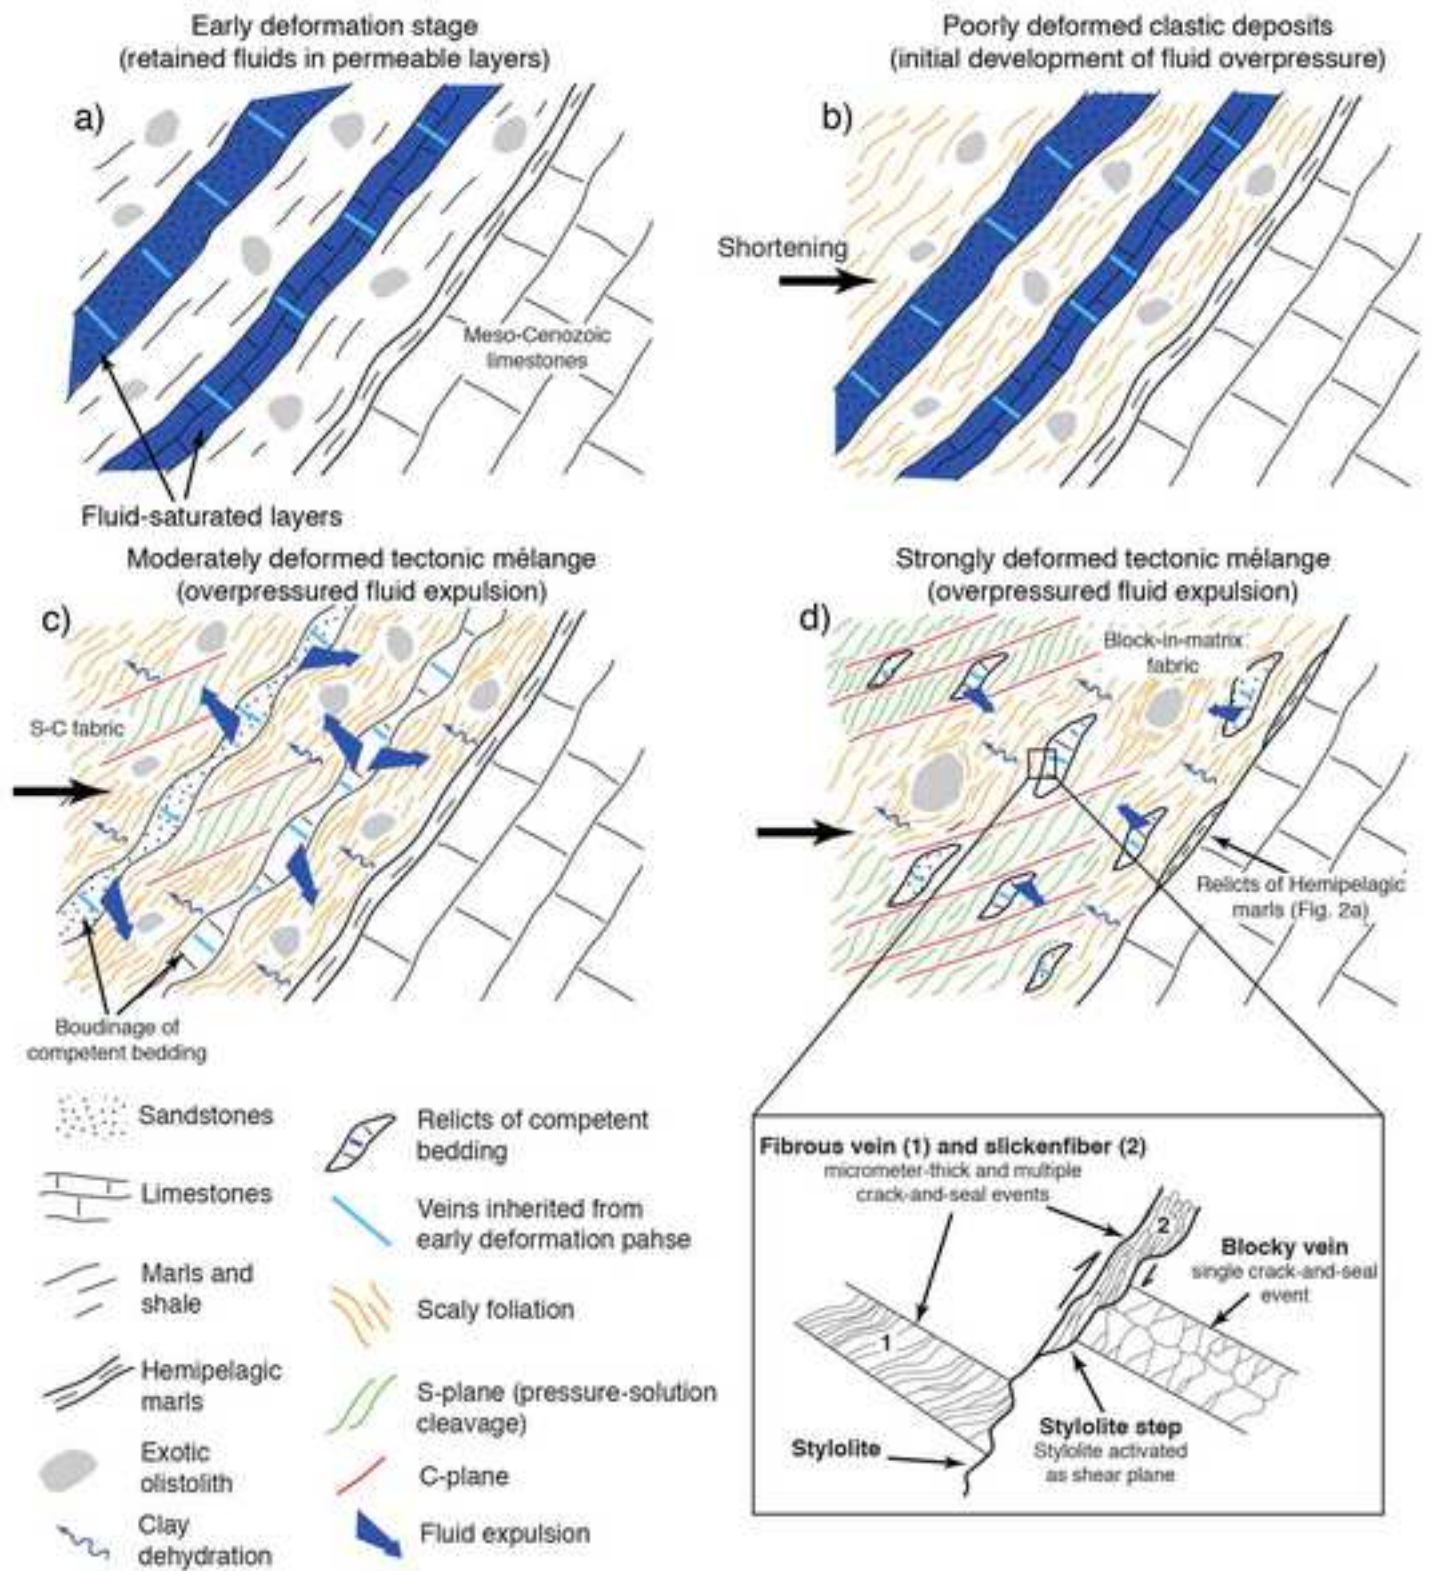 Early deformation stage
(retained fluids in permeable layers)
a)
Meso-Cenozoic
limestones
Fluid-saturated layers
Poorly deformed clastic deposits
(initial development of fluid overpressure)
b)
Shortening
Moderately deformed tectonic mélange
(overpressured fluid expulsion)
c)
S-C fabric
Boudinage of
competent bedding
Strongly deformed tectonic mélange
(overpressured fluid expulsion)
d)
Block-in-matrix
fabric
Relicts of Hemipelagic
marls (Fig. 2a)
Sandstones
Limestones
Marls and
shale
Hemipelagic
marls
Exotic
olistolith
Clay
dehydration
Relicts of competent
bedding
Veins inherited from
early deformation pahse
Scaly foliation
S-plane (pressure-solution
cleavage)
C-plane
Fluid expulsion
Fibrous vein (1) and slickenfiber (2)
micrometer-thick and multiple
crack-and-seal events
2
Blocky vein
single crack-and-seal
event
1
Stylolite step
Stylolite activated
as shear plane
Stylolite